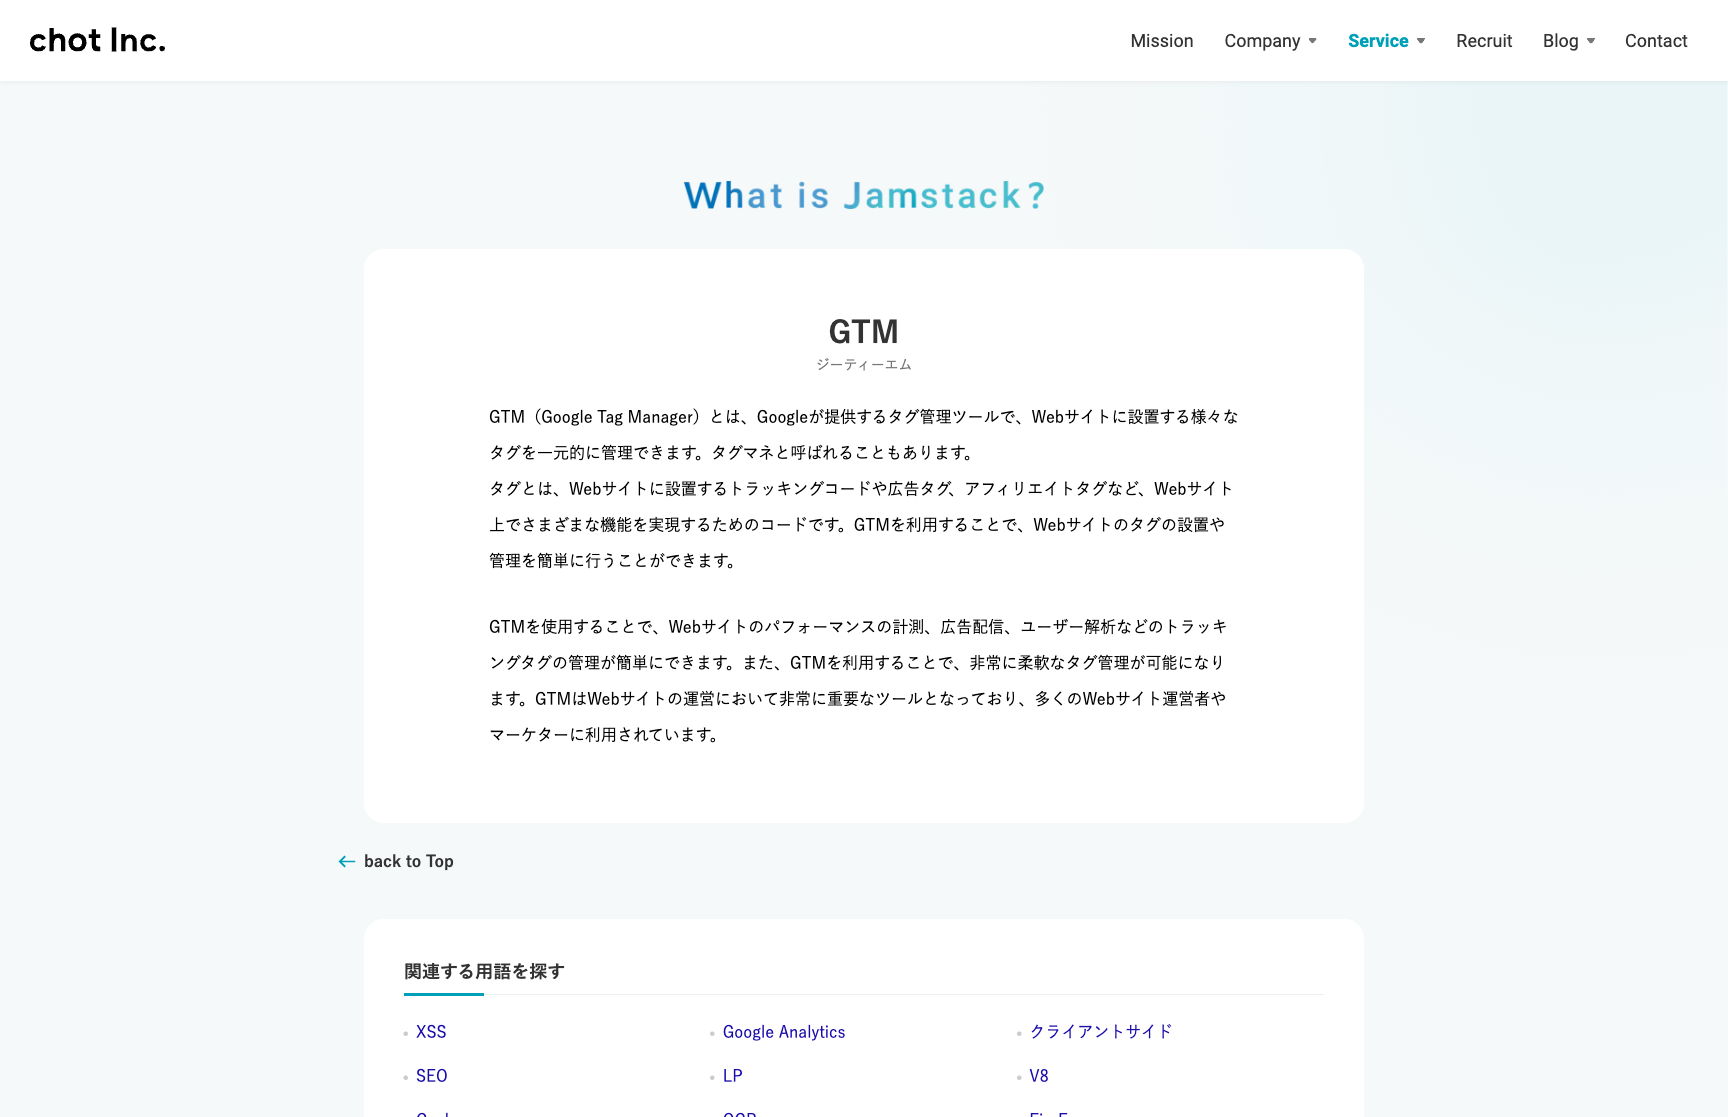 chot Inc.
Mission Company Service Recruit Blog Contact
What is Jamstack?
GTM
ジーティーエム
GTM（Google Tag Manager）とは、Googleが提供するタグ管理ツールで、Webサイトに設置する様々な
タグを一元的に管理できます。タグマネと呼ばれることもあります。
タグとは、Webサイトに設置するトラッキングコードや広告タグ、アフィリエイトタグなど、Webサイト
上でさまざまな機能を実現するためのコードです。GTMを利用することで、Webサイトのタグの設置や
管理を簡単に行うことができます。
GTMを使用することで、Webサイトのパフォーマンスの計測、広告配信、ユーザー解析などのトラッキ
ングタグの管理が簡単にできます。また、GTMを利用することで、非常に柔軟なタグ管理が可能になり
ます。GTMはWebサイトの運営において非常に重要なツールとなっており、多くのWebサイト運営者や
マーケターに利用されています。
← back to Top
関連する用語を探す
XSS
Google Analytics
クライアントサイド
SEO
LP
V8